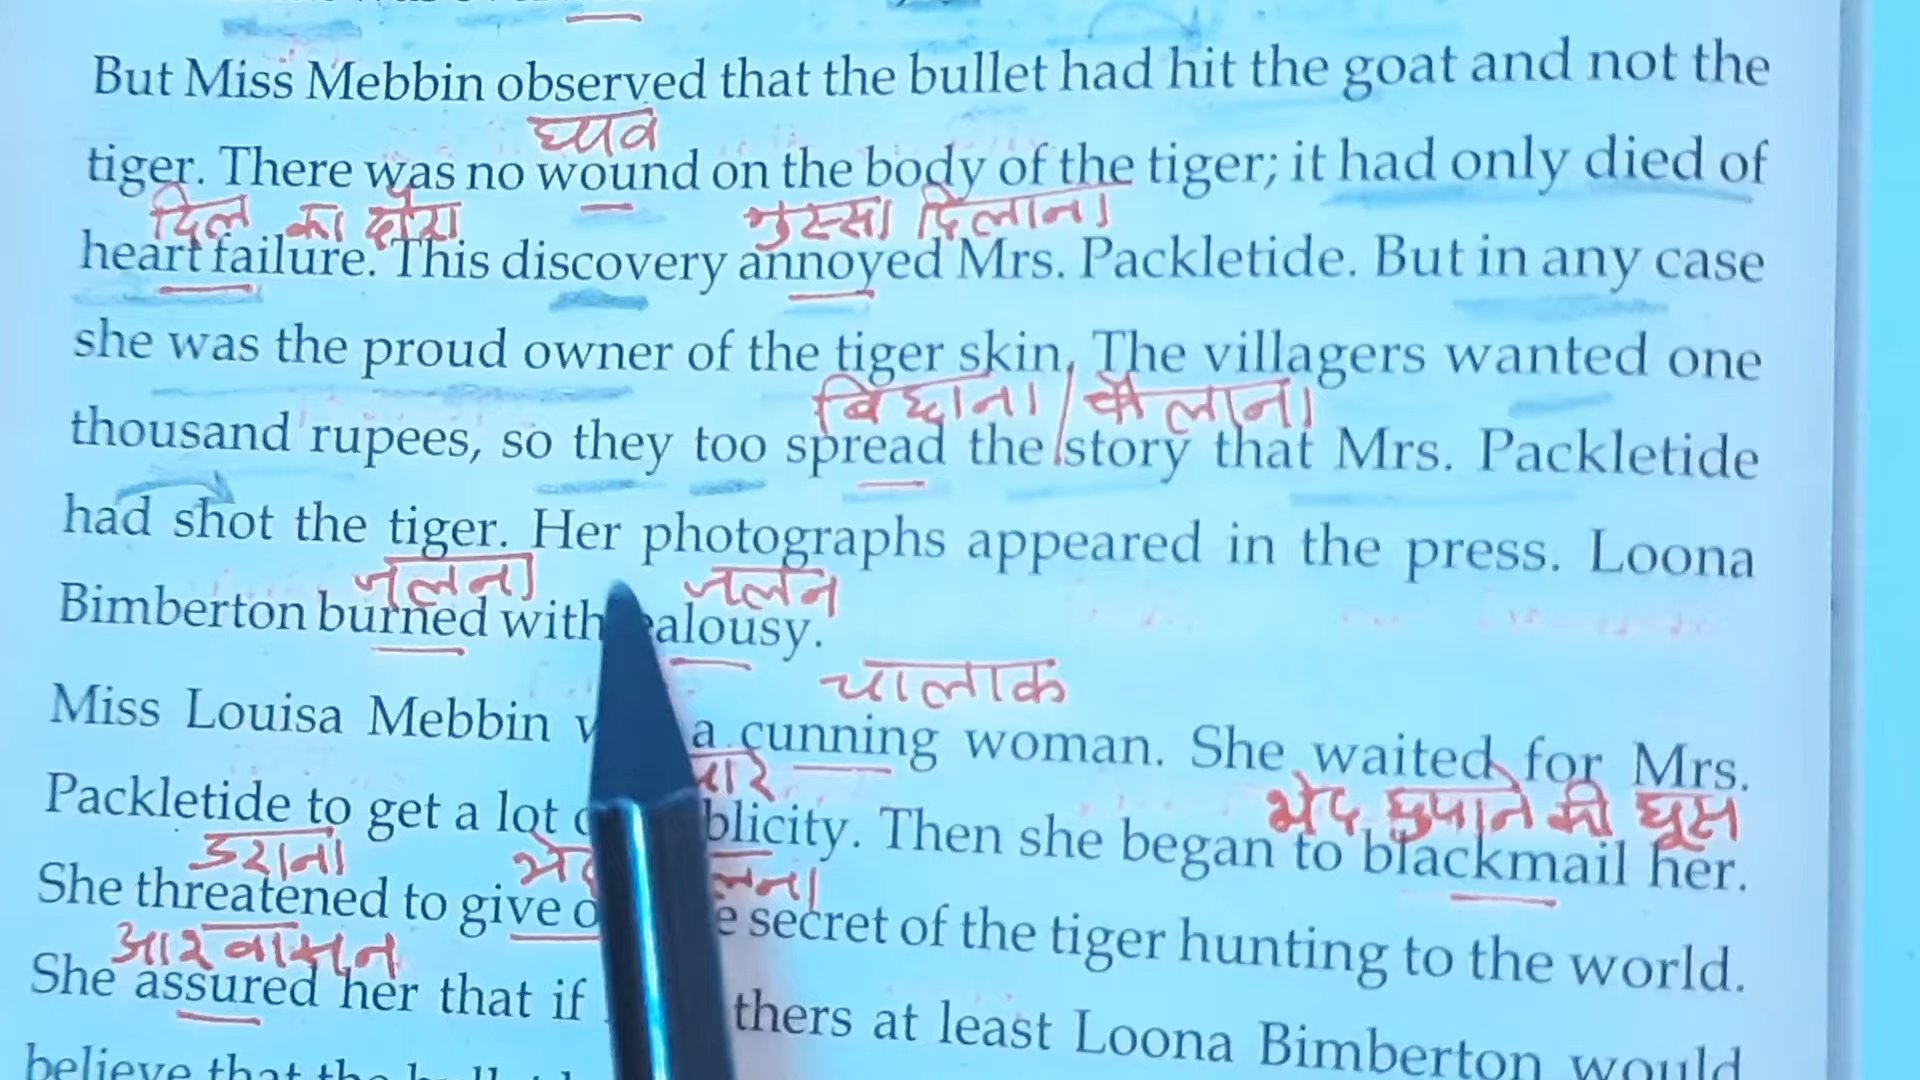 But Miss Mebbin observed that the bullet had hit the goat and not the
घाव
tiger. There was no wound on the body of the tiger; it had only died of
दिल का दौरा गुस्सा दिलाना
heart failure. This discovery annoyed Mrs. Packletide. But in any case
she was the proud owner of the tiger skin. The villagers wanted one
बिछाना / फैलाना
thousand rupees, so they too spread the story that Mrs. Packletide
had shot the tiger. Her photographs appeared in the press. Loona
जलना जलन
Bimberton burned with alousy.
चालाक
Miss Louisa Mebbin a cunning woman. She waited for Mrs.
भेद छुपाने की घूस
Packletide to get a lot blicity. Then she began to blackmail her.
डराना
She threatened to give secret of the tiger hunting to the world.
आश्वासन
She assured her that if thers at least Loona Bimberton would
believe that the